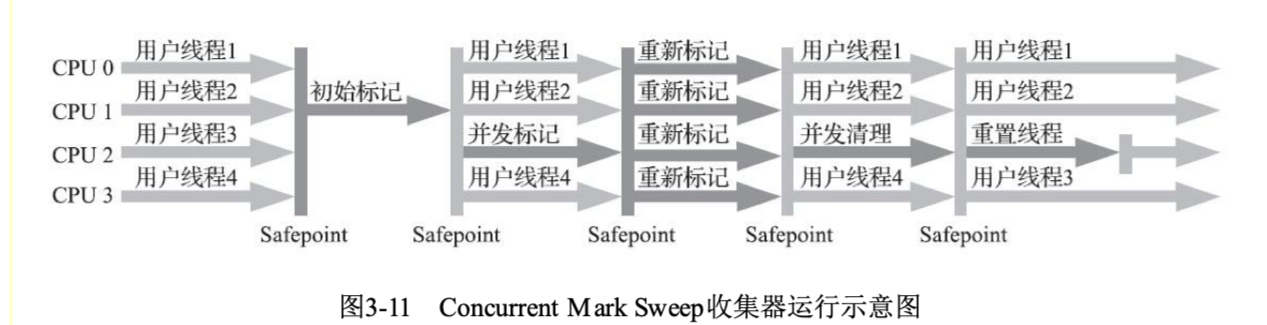 用户线程1 用户线程1 重新标记 用户线程1 用户线程1
CPU 0
用户线程2 初始标记 用户线程2 重新标记 用户线程2 用户线程2
CPU 1
用户线程3 并发标记 重新标记 并发清理 重置线程
CPU 2
用户线程4 用户线程4 重新标记 用户线程4 用户线程3
CPU 3
Safepoint Safepoint Safepoint Safepoint Safepoint
图3-11 Concurrent Mark Sweep收集器运行示意图